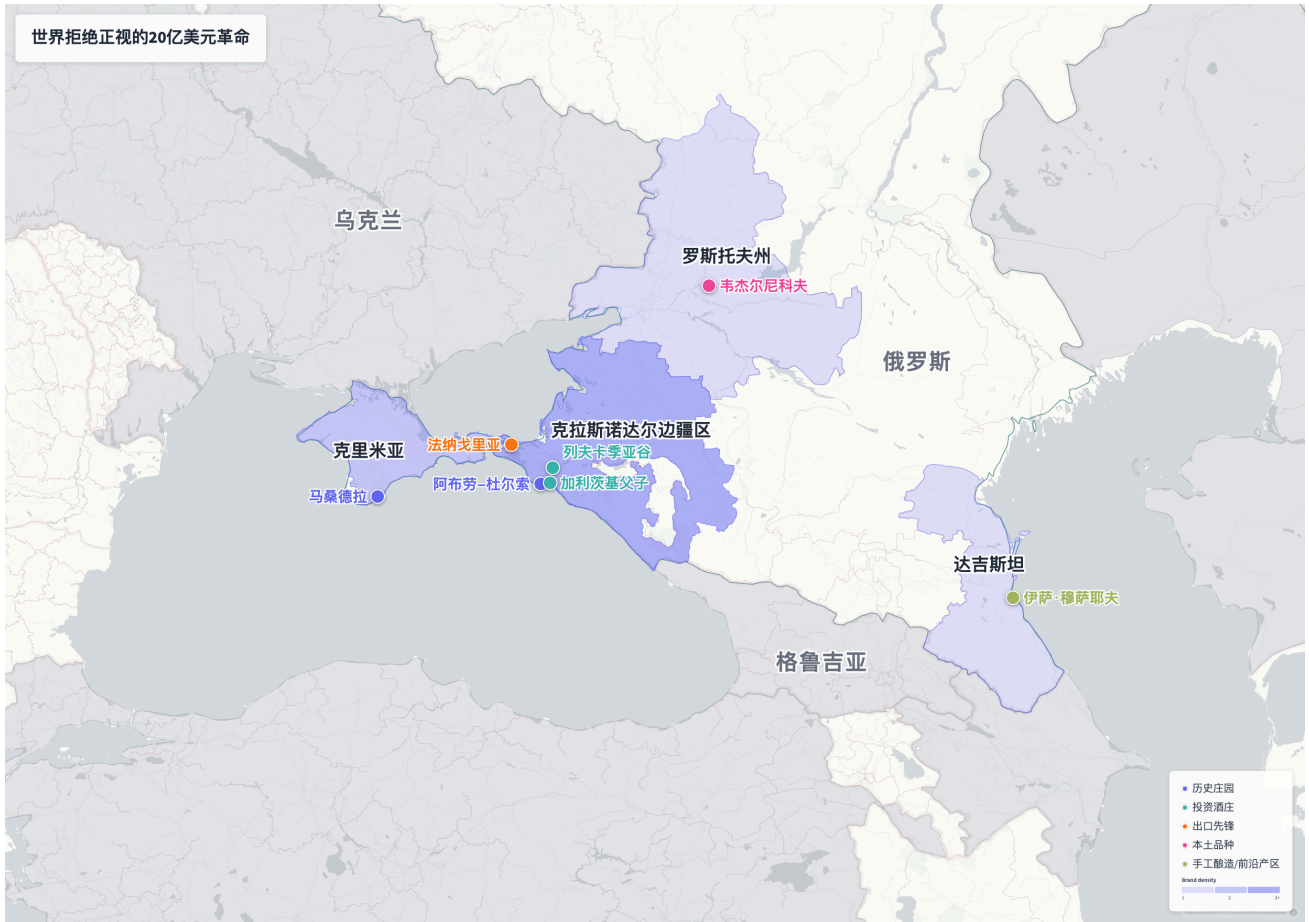 世界拒绝正视的20亿美元革命
乌克兰
罗斯托夫州
韦杰尔尼科夫
俄罗斯
克拉斯诺达尔边疆区
法纳戈里亚
克里米亚
列夫卡季亚谷
阿布劳–杜尔索
加利茨基父子
马桑德拉
达吉斯坦
伊萨·穆萨耶夫
格鲁吉亚
历史庄园
投资酒庄
出口先锋
本土品种
手工酿造/前沿产区
Brand density
1 2 3+